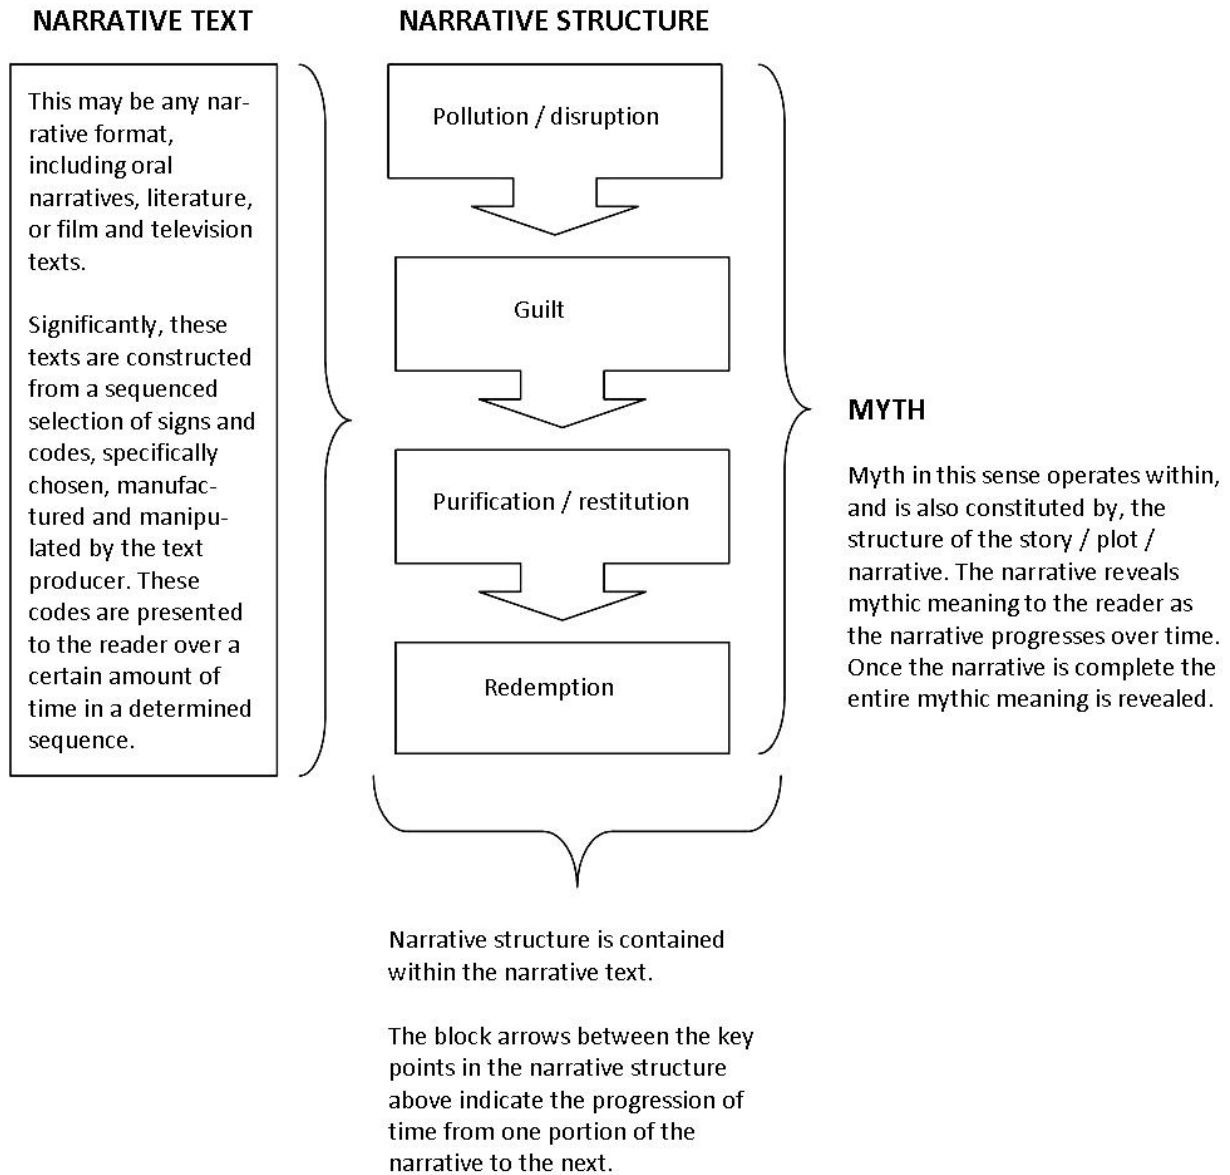 NARRATIVE TEXT
This may be any nar-
rative format,
including oral
narratives, literature,
or film and television
texts.
Significantly, these
texts are constructed
from a sequenced
selection of signs and
codes, specifically
chosen, manufac-
tured and manipu-
lated by the text
producer. These
codes are presented
to the reader over a
certain amount of
time in a determined
sequence.
NARRATIVE STRUCTURE
Pollution / disruption
Guilt
Purification / restitution
Redemption
Narrative structure is contained
within the narrative text.
The block arrows between the key
points in the narrative structure
above indicate the progression of
time from one portion of the
narrative to the next.
MYTH
Myth in this sense operates within,
and is also constituted by, the
structure of the story / plot /
narrative. The narrative reveals
mythic meaning to the reader as
the narrative progresses over time.
Once the narrative is complete the
entire mythic meaning is revealed.